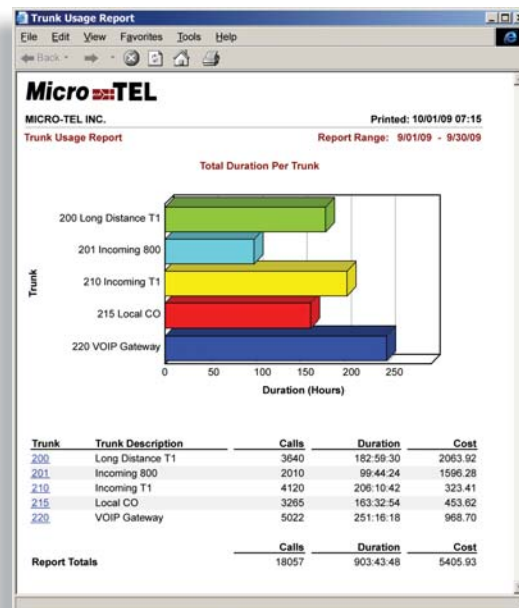 Trunk Usage Report
File Edit View Favorites Tools Help
Back
Micro TEL
MICRO-TEL INC. Printed: 10/01/09 07:15
Trunk Usage Report Report Range: 9/01/09 - 9/30/09
Total Duration Per Trunk
Trunk
200 Long Distance T1
201 Incoming 800
210 Incoming T1
215 Local CO
220 VOIP Gateway
0 50 100 150 200 250
Duration (Hours)
Trunk Trunk Description Calls Duration Cost
200 Long Distance T1 3640 182:59:30 2063.92
201 Incoming 800 2010 99:44:24 1596.28
210 Incoming T1 4120 206:10:42 323.41
215 Local CO 3265 163:32:54 453.62
220 VOIP Gateway 5022 251:16:18 968.70
Calls Duration Cost
Report Totals 18057 903:43:48 5405.93